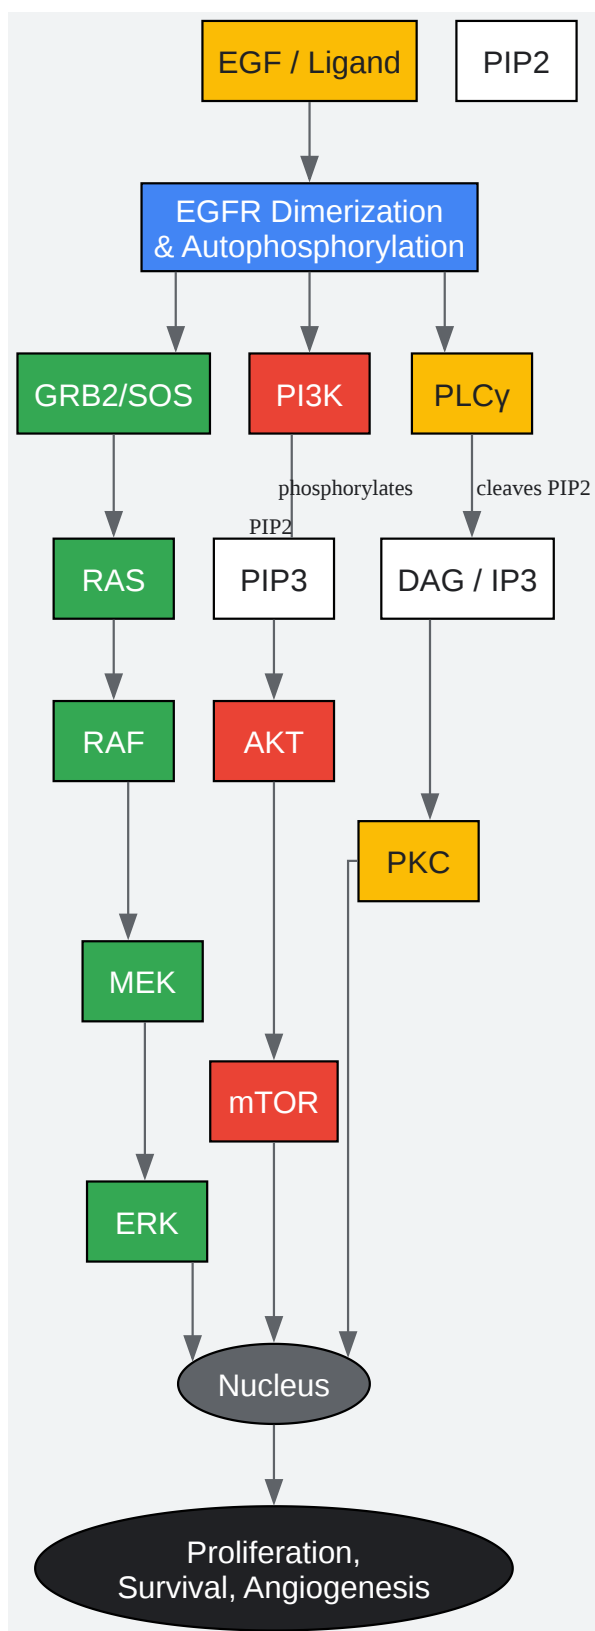 EGF / Ligand
PIP2
EGFR Dimerization
& Autophosphorylation
GRB2/SOS
PI3K
PLCγ
phosphorylates
cleaves PIP2
PIP2
RAS
PIP3
DAG / IP3
RAF
AKT
PKC
MEK
mTOR
ERK
Nucleus
Proliferation,
Survival, Angiogenesis